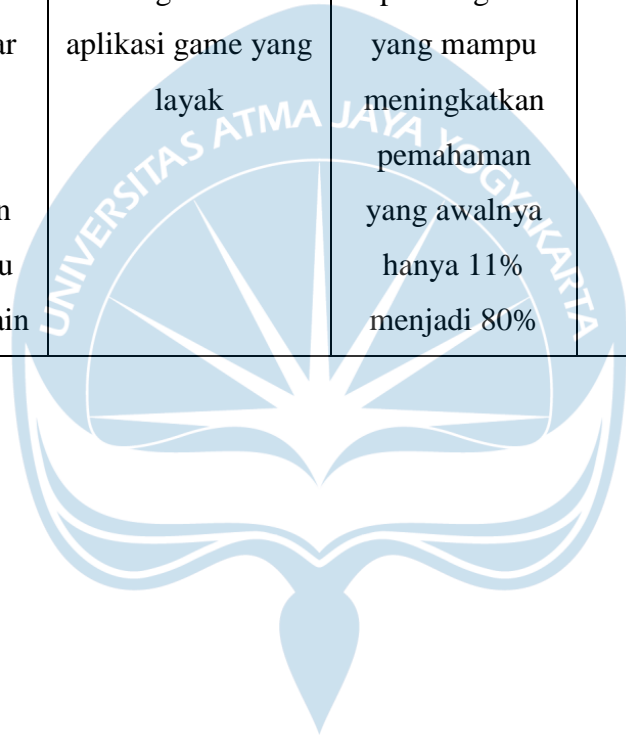 aplikasi game yang
layak
yang mampu
meningkatkan
pemahaman
yang awalnya
hanya 11%
menjadi 80%
UNIVERSITAS ATMA JAYA YOGYAKARTA